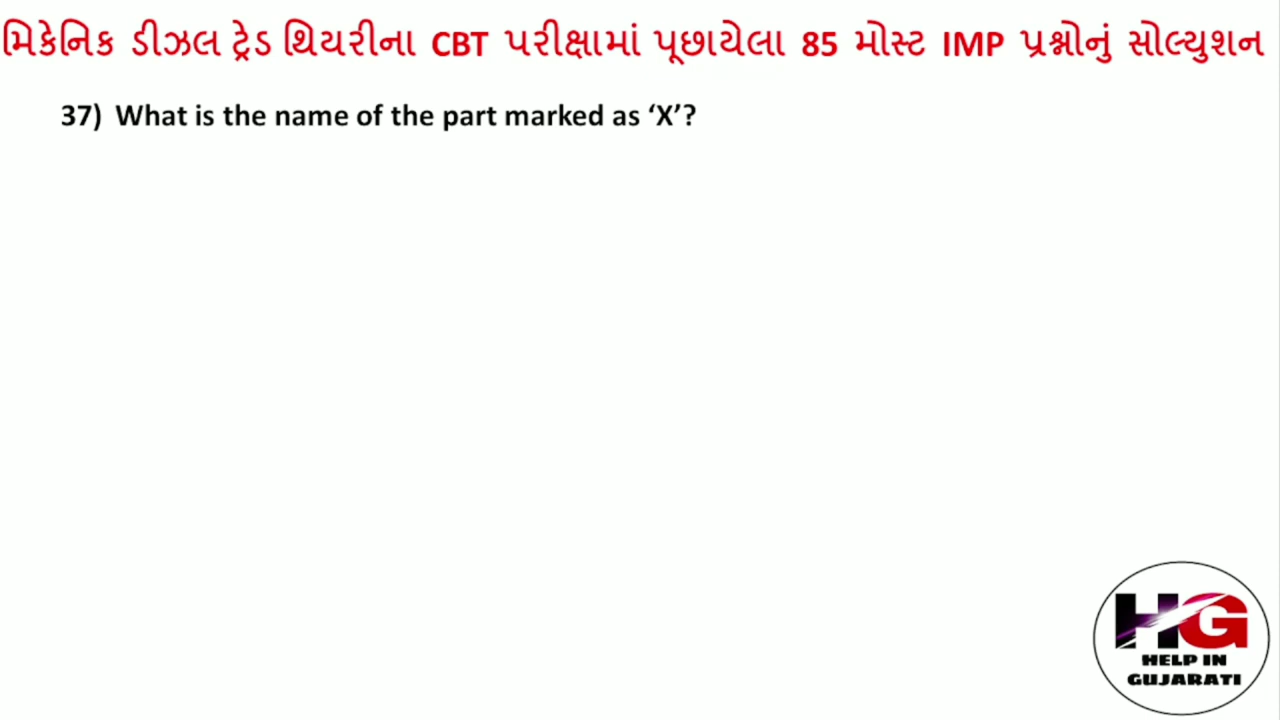 મિકેનિક ડીઝલ ટ્રેડ થિયરીના CBT પરીક્ષામાં પૂછાયેલા 85 મોસ્ટ IMP પ્રશ્નોનું સોલ્યુશન
37) What is the name of the part marked as ‘X’?
HG
HELP IN
GUJARATI